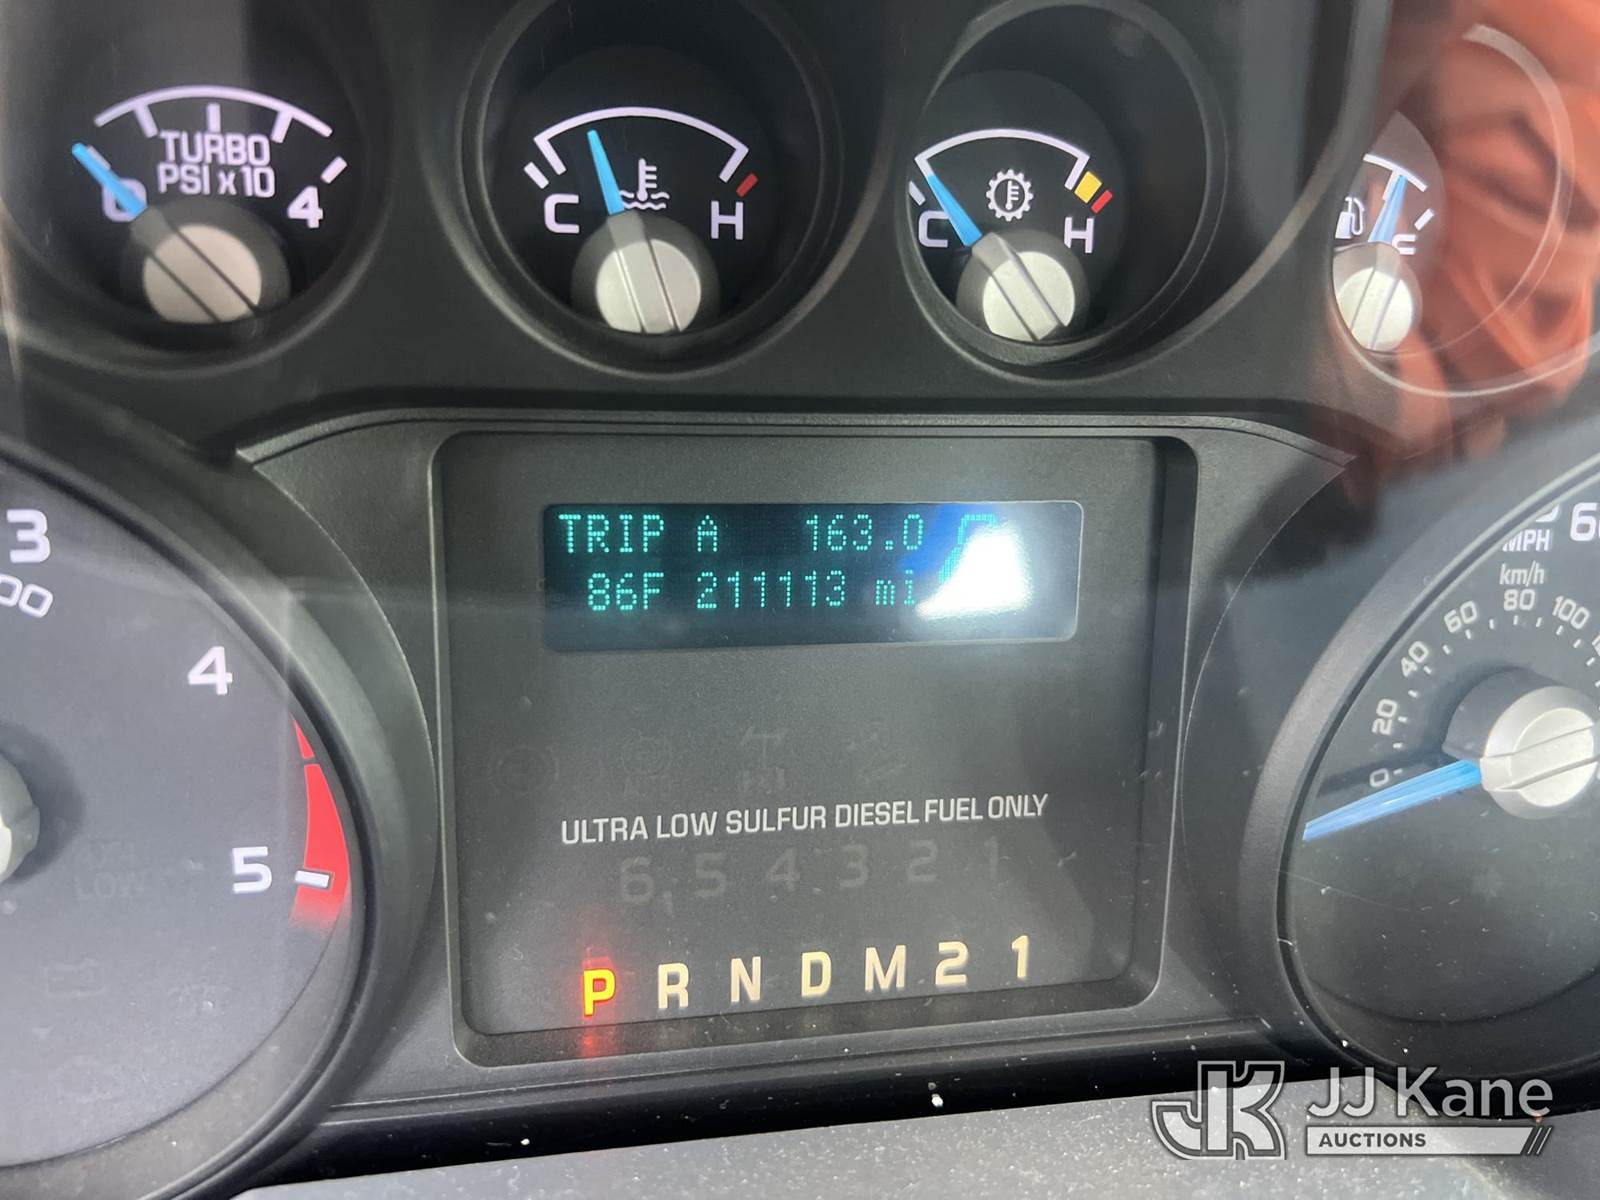 TURBO
PSI x 10
0 4
C H
C H
TRIP A 163.0
86F 211113 mi
3
00
4
5
ULTRA LOW SULFUR DIESEL FUEL ONLY
6 5 4 3 2 1
P R N D M 2 1
MPH
km/h
0 20 40 60 80 100
JJ Kane
AUCTIONS